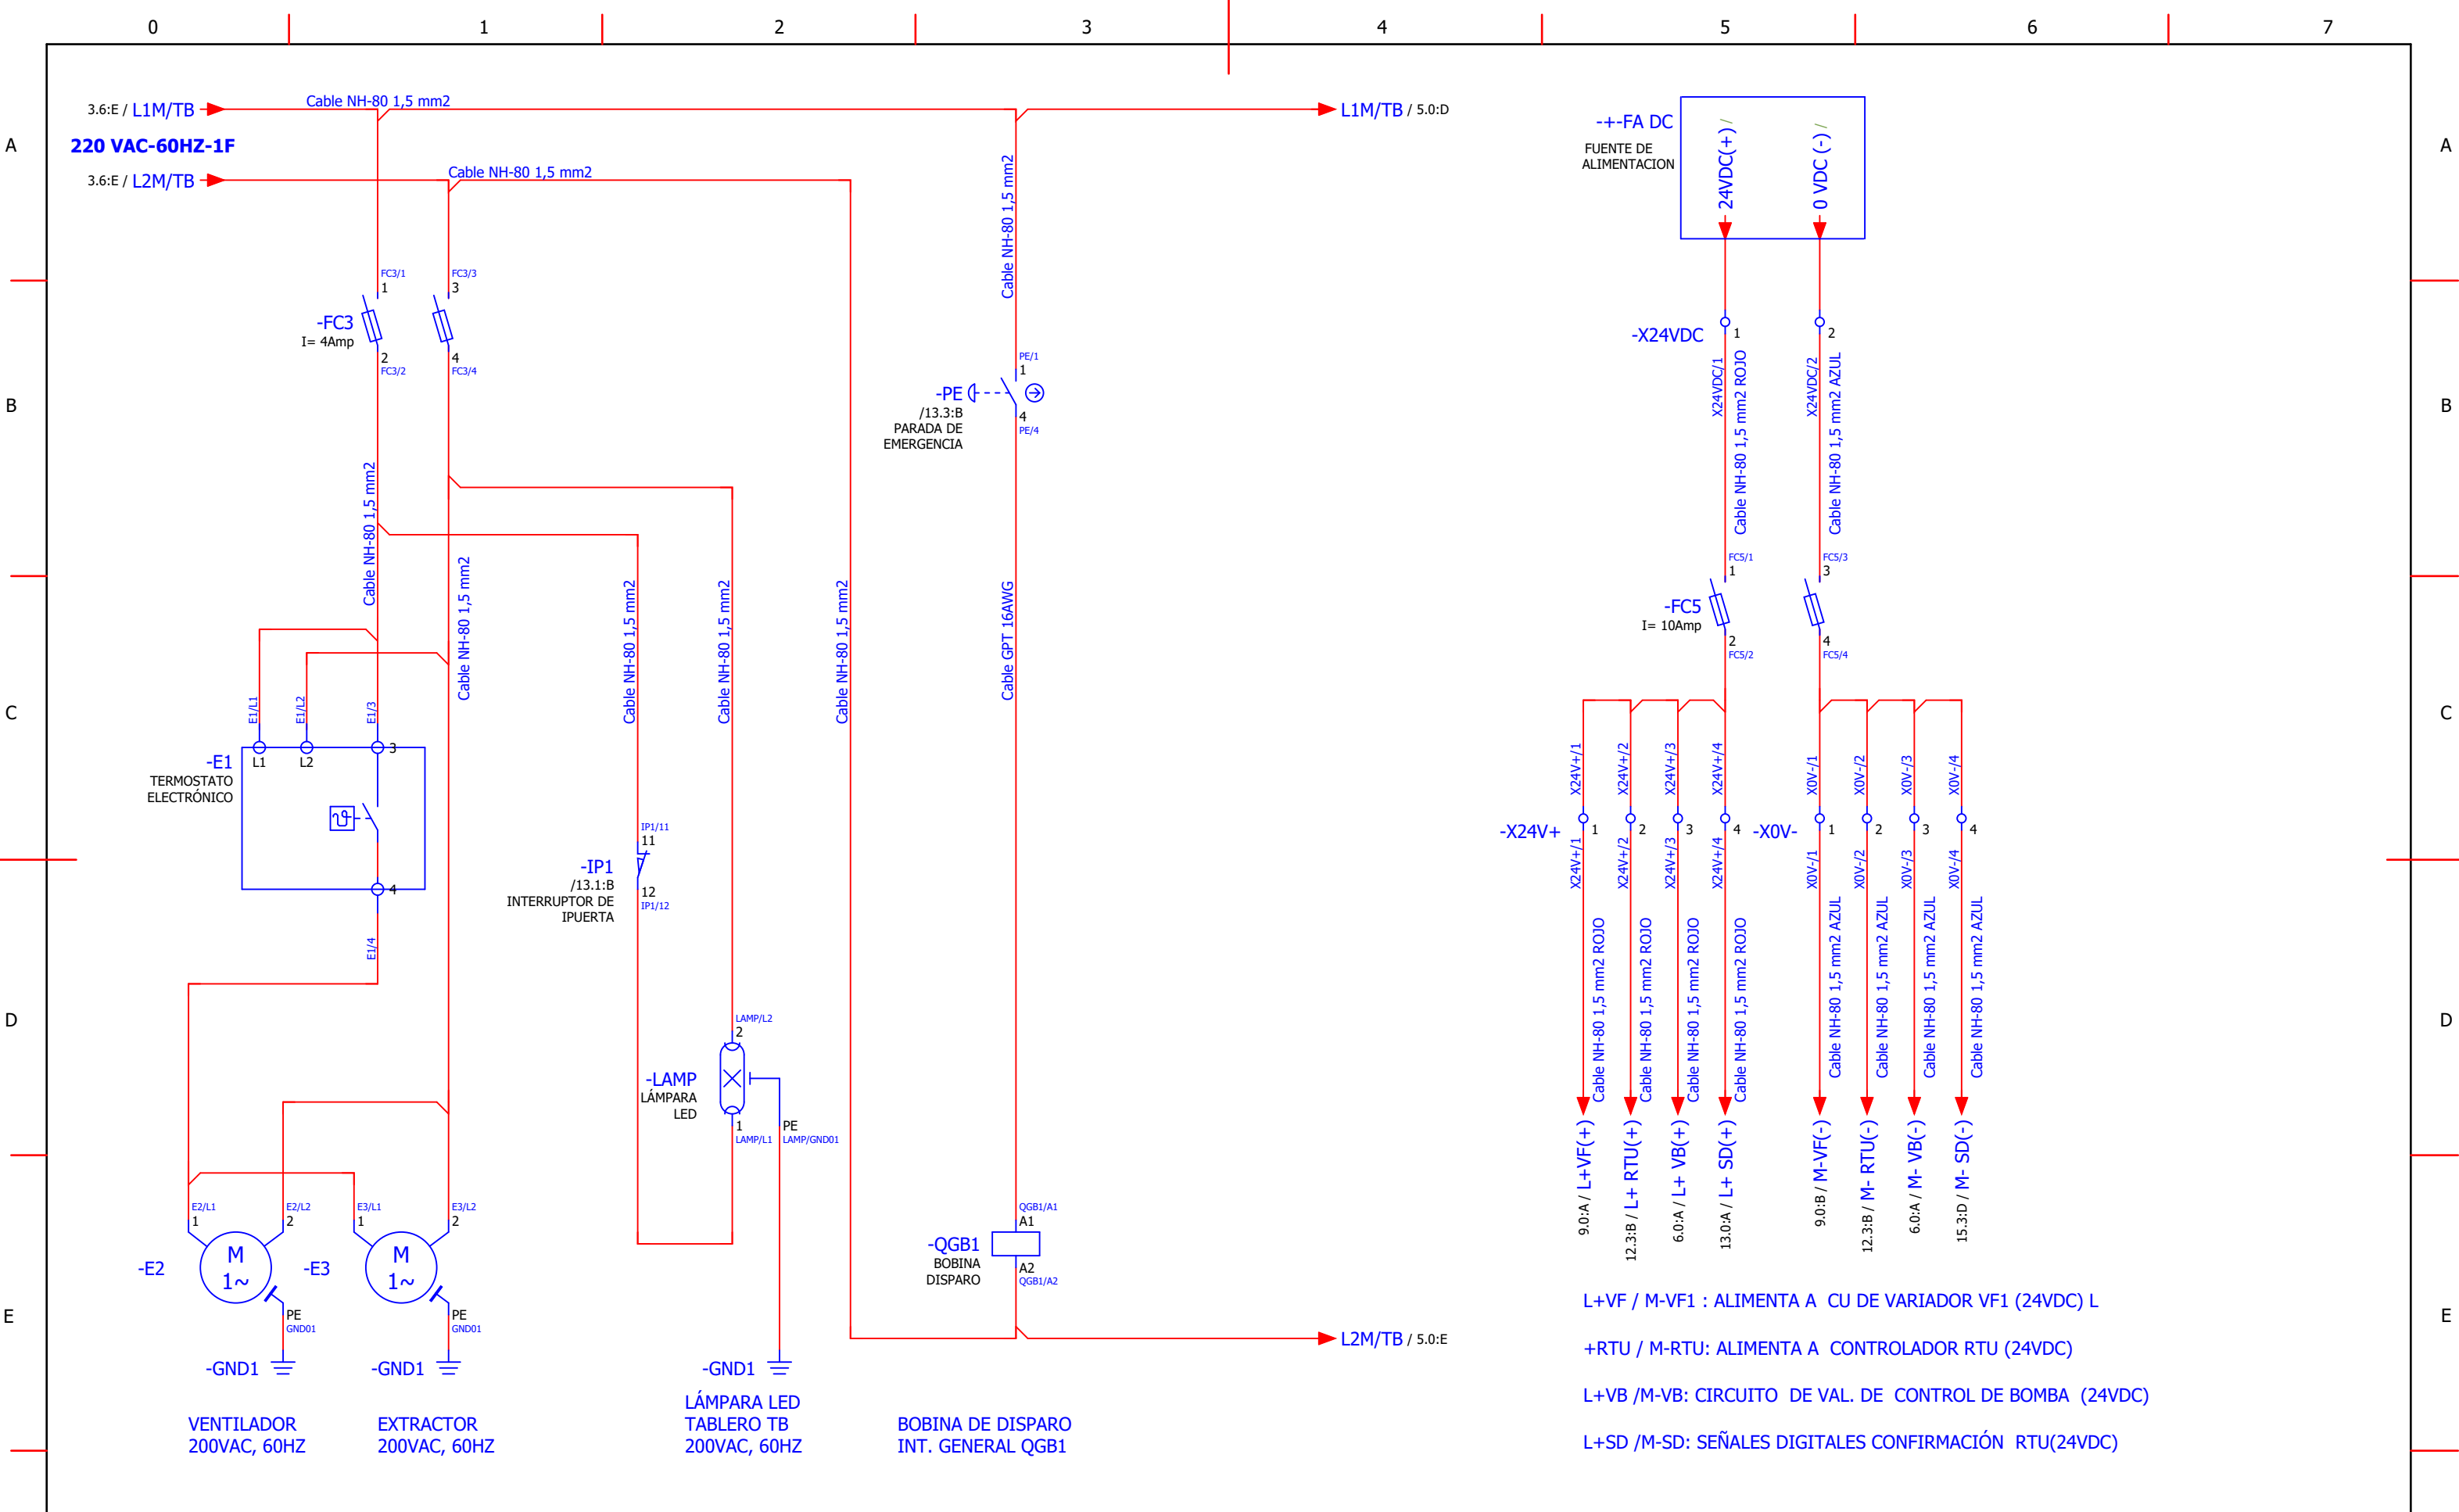 0 1 2 3 4 5 6 7
A
A
B
B
C
C
D
D
E
E
3.6:E / L1M/TB
Cable NH-80 1,5 mm2
L1M/TB / 5.0:D
220 VAC-60HZ-1F
3.6:E / L2M/TB
Cable NH-80 1,5 mm2
FC3/1
1
FC3/3
3
-FC3
I= 4Amp
2
FC3/2
4
FC3/4
Cable NH-80 1,5 mm2
Cable NH-80 1,5 mm2
E1/L1
E1/L2
E1/3
-E1
TERMOSTATO
ELECTRÓNICO
L1
L2
3
4
E1/4
E2/L1
1
E2/L2
2
E3/L1
1
E3/L2
2
-E2
M
1~
-E3
M
1~
PE
GND01
PE
GND01
-GND1
-GND1
VENTILADOR
200VAC, 60HZ
EXTRACTOR
200VAC, 60HZ
Cable NH-80 1,5 mm2
Cable NH-80 1,5 mm2
Cable NH-80 1,5 mm2
IP1/11
11
-IP1
/13.1:B
INTERRUPTOR DE
IPUERTA
12
IP1/12
LAMP/L2
2
-LAMP
LÁMPARA
LED
1
LAMP/L1
PE
LAMP/GND01
-GND1
LÁMPARA LED
TABLERO TB
200VAC, 60HZ
Cable NH-80 1,5 mm2
PE/1
1
-PE
/13.3:B
PARADA DE
EMERGENCIA
4
PE/4
Cable GPT 16AWG
QGB1/A1
A1
-QGB1
BOBINA
DISPARO
A2
QGB1/A2
L2M/TB / 5.0:E
BOBINA DE DISPARO
INT. GENERAL QGB1
-+-FA DC
FUENTE DE
ALIMENTACION
24VDC(+) /
0 VDC (-) /
-X24VDC
1
2
X24VDC/1
Cable NH-80 1,5 mm2 ROJO
X24VDC/2
Cable NH-80 1,5 mm2 AZUL
FC5/1
1
FC5/3
3
-FC5
I= 10Amp
2
FC5/2
4
FC5/4
X24V+/1
X24V+/2
X24V+/3
X24V+/4
X0V-/1
X0V-/2
X0V-/3
X0V-/4
-X24V+
1
2
3
4
-X0V-
1
2
3
4
X24V+/1
X24V+/2
X24V+/3
X24V+/4
X0V-/1
X0V-/2
X0V-/3
X0V-/4
Cable NH-80 1,5 mm2 ROJO
Cable NH-80 1,5 mm2 ROJO
Cable NH-80 1,5 mm2 ROJO
Cable NH-80 1,5 mm2 ROJO
Cable NH-80 1,5 mm2 AZUL
Cable NH-80 1,5 mm2 AZUL
Cable NH-80 1,5 mm2 AZUL
Cable NH-80 1,5 mm2 AZUL
9.0:A / L+VF(+)
12.3:B / L+ RTU(+)
6.0:A / L+ VB(+)
13.0:A / L+ SD(+)
9.0:B / M-VF(-)
12.3:B / M- RTU(-)
6.0:A / M- VB(-)
15.3:D / M- SD(-)
L+VF / M-VF1 : ALIMENTA A CU DE VARIADOR VF1 (24VDC) L
+RTU / M-RTU: ALIMENTA A CONTROLADOR RTU (24VDC)
L+VB /M-VB: CIRCUITO DE VAL. DE CONTROL DE BOMBA (24VDC)
L+SD /M-SD: SEÑALES DIGITALES CONFIRMACIÓN RTU(24VDC)